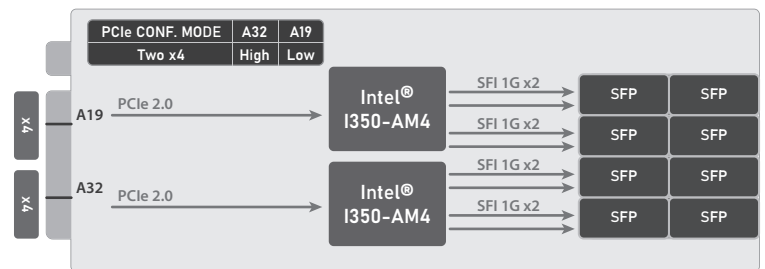 PCIe CONF. MODE A32 A19
Two x4 High Low
x4
A19 PCIe 2.0
Intel®
I350-AM4
SFI 1G x2
SFP SFP
SFI 1G x2
SFP SFP
x4
A32 PCIe 2.0
Intel®
I350-AM4
SFI 1G x2
SFP SFP
SFI 1G x2
SFP SFP